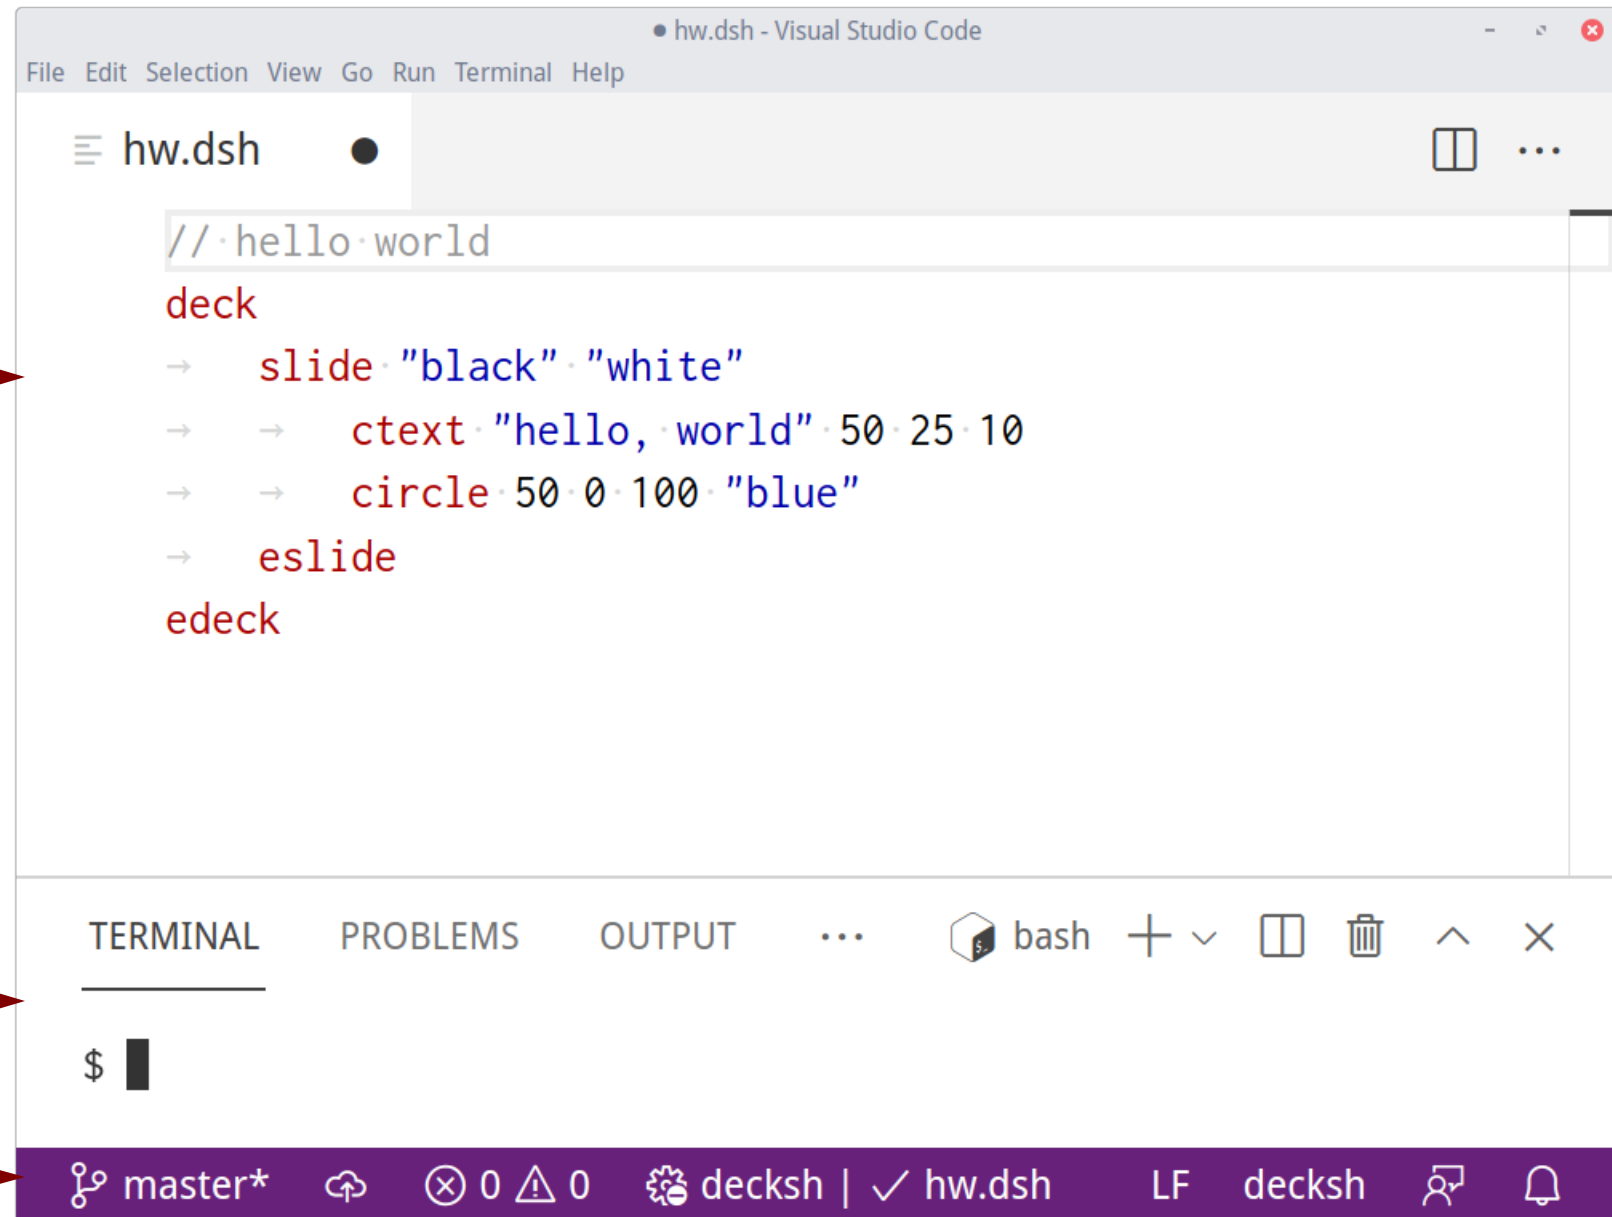 hw.dsh - Visual Studio Code
File Edit Selection View Go Run Terminal Help
hw.dsh
// hello world
deck
slide "black" "white"
ctext "hello, world" 50 25 10
circle 50 0 100 "blue"
eslide
edeck
TERMINAL PROBLEMS OUTPUT ··· bash
$
master* 0 0 decksh | ✓ hw.dsh LF decksh